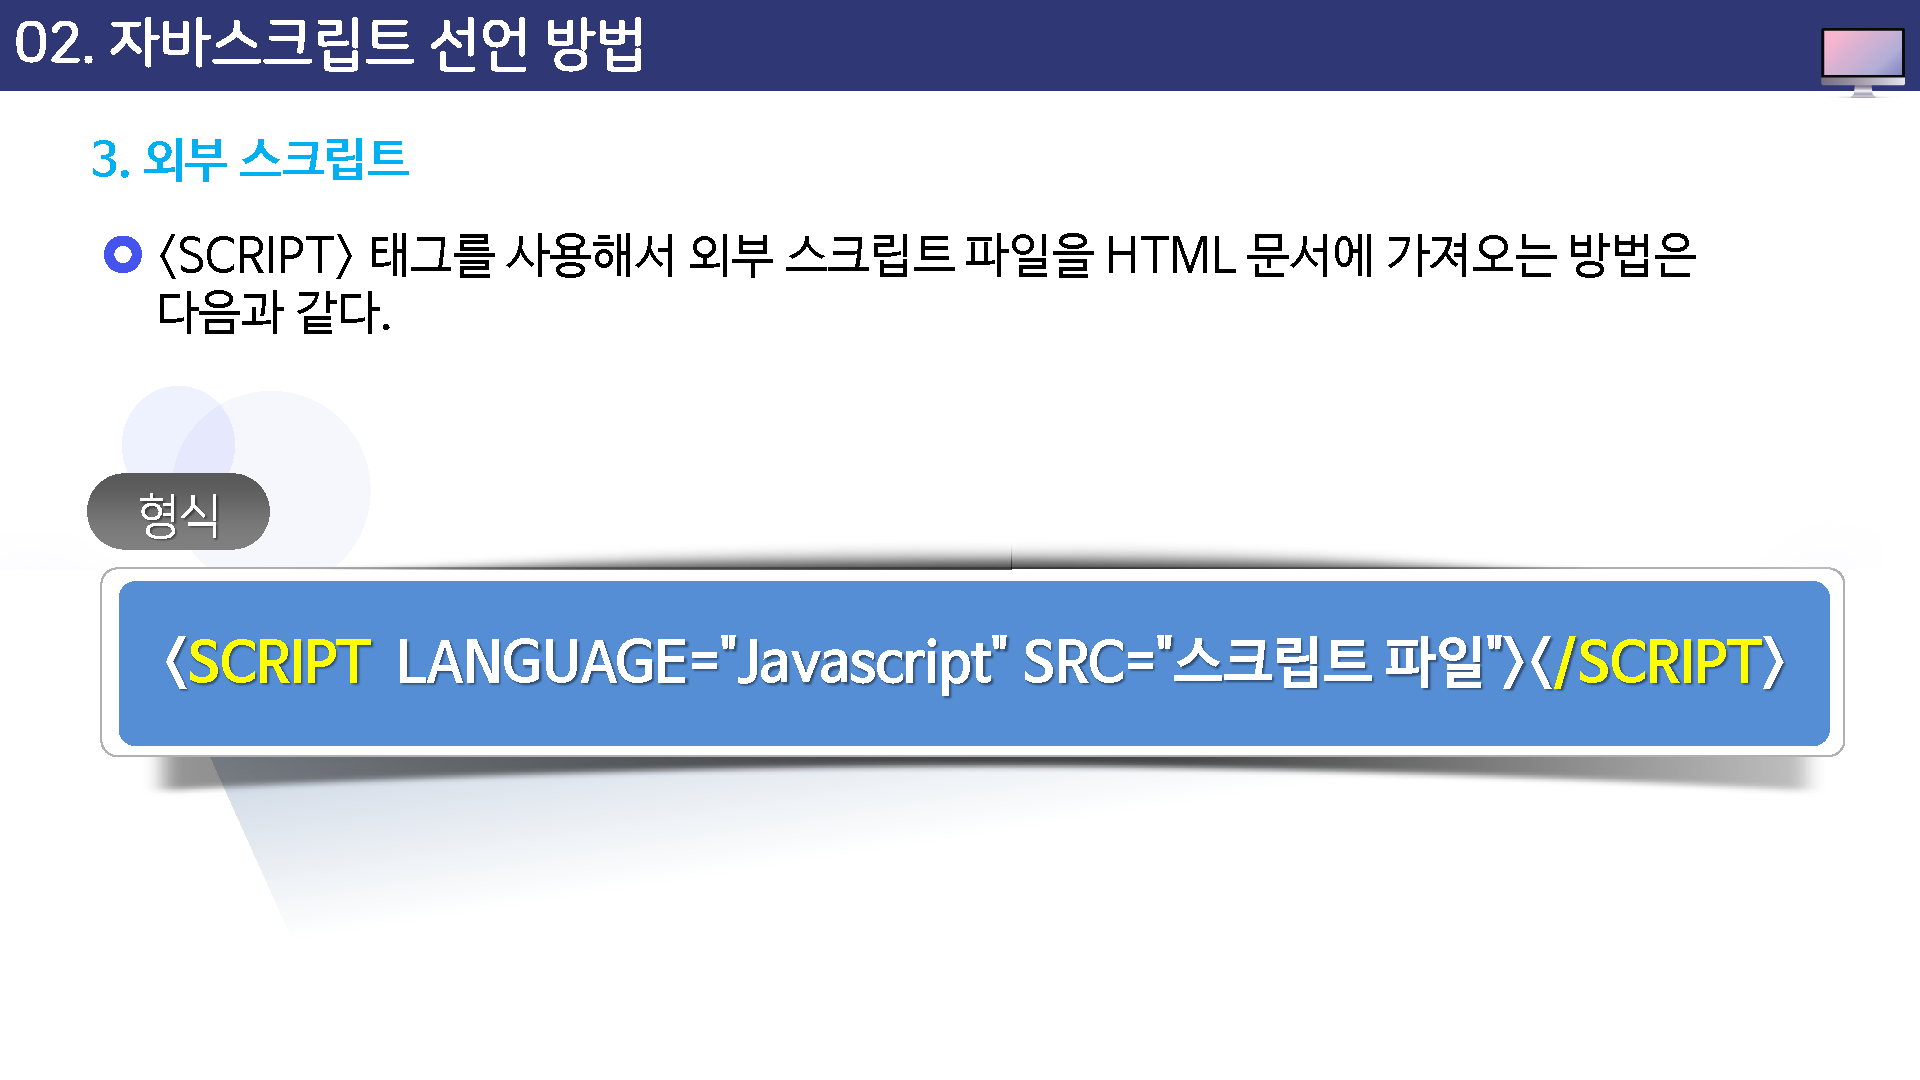 02. 자바스크립트 선언 방법
3. 외부 스크립트
<SCRIPT> 태그를 사용해서 외부 스크립트 파일을 HTML 문서에 가져오는 방법은
다음과 같다.
형식
<SCRIPT  LANGUAGE="Javascript" SRC="스크립트 파일"></SCRIPT>